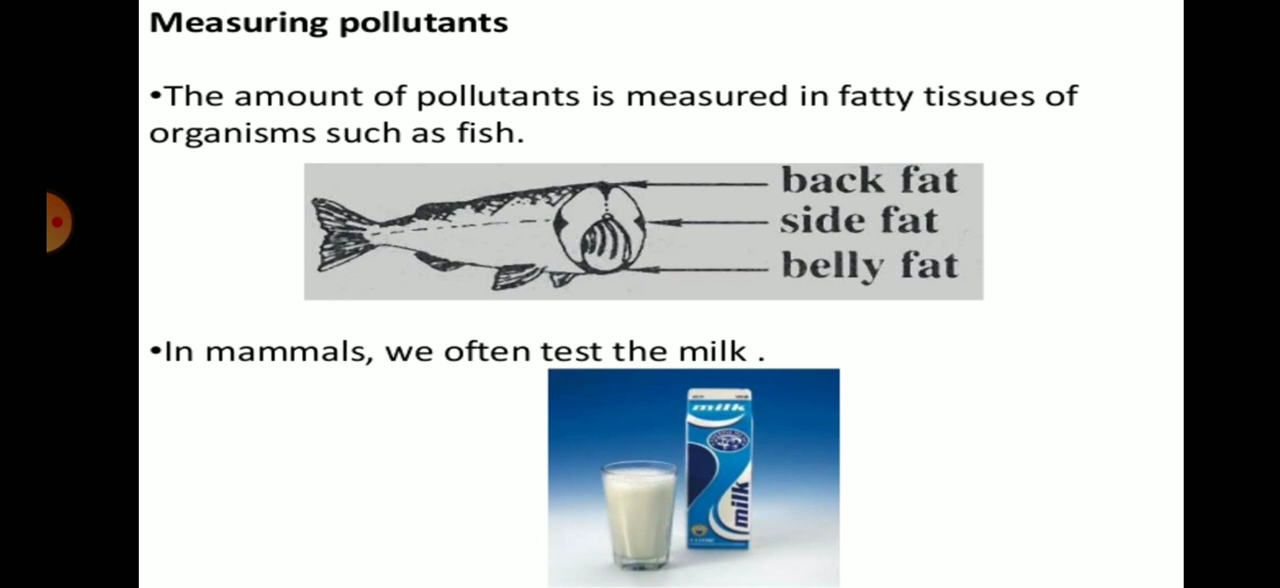 Measuring pollutants
•The amount of pollutants is measured in fatty tissues of
organisms such as fish.
back fat
side fat
belly fat
•In mammals, we often test the milk .
milk
milk